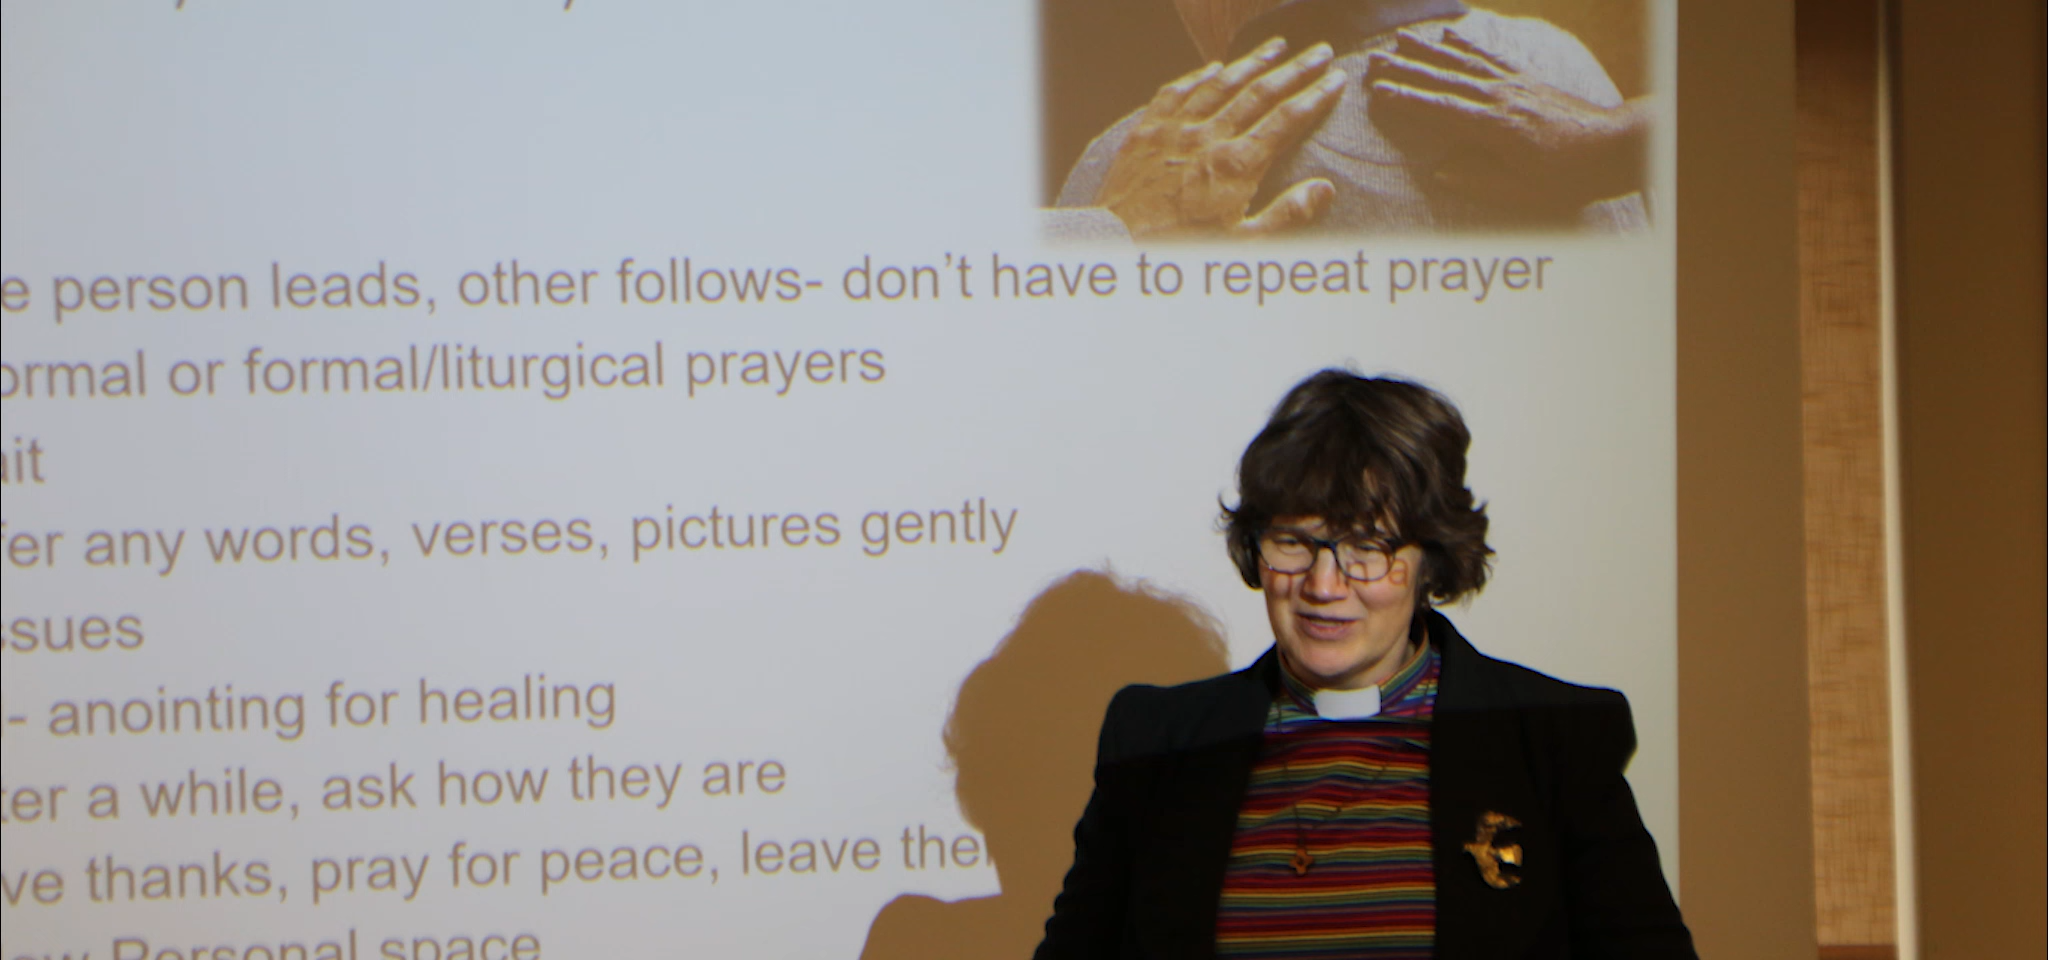 e person leads, other follows- don't have to repeat prayer
ormal or formal/liturgical prayers
ait
fer any words, verses, pictures gently
ssues
- anointing for healing
ter a while, ask how they are
ve thanks, pray for peace, leave the
Personal space